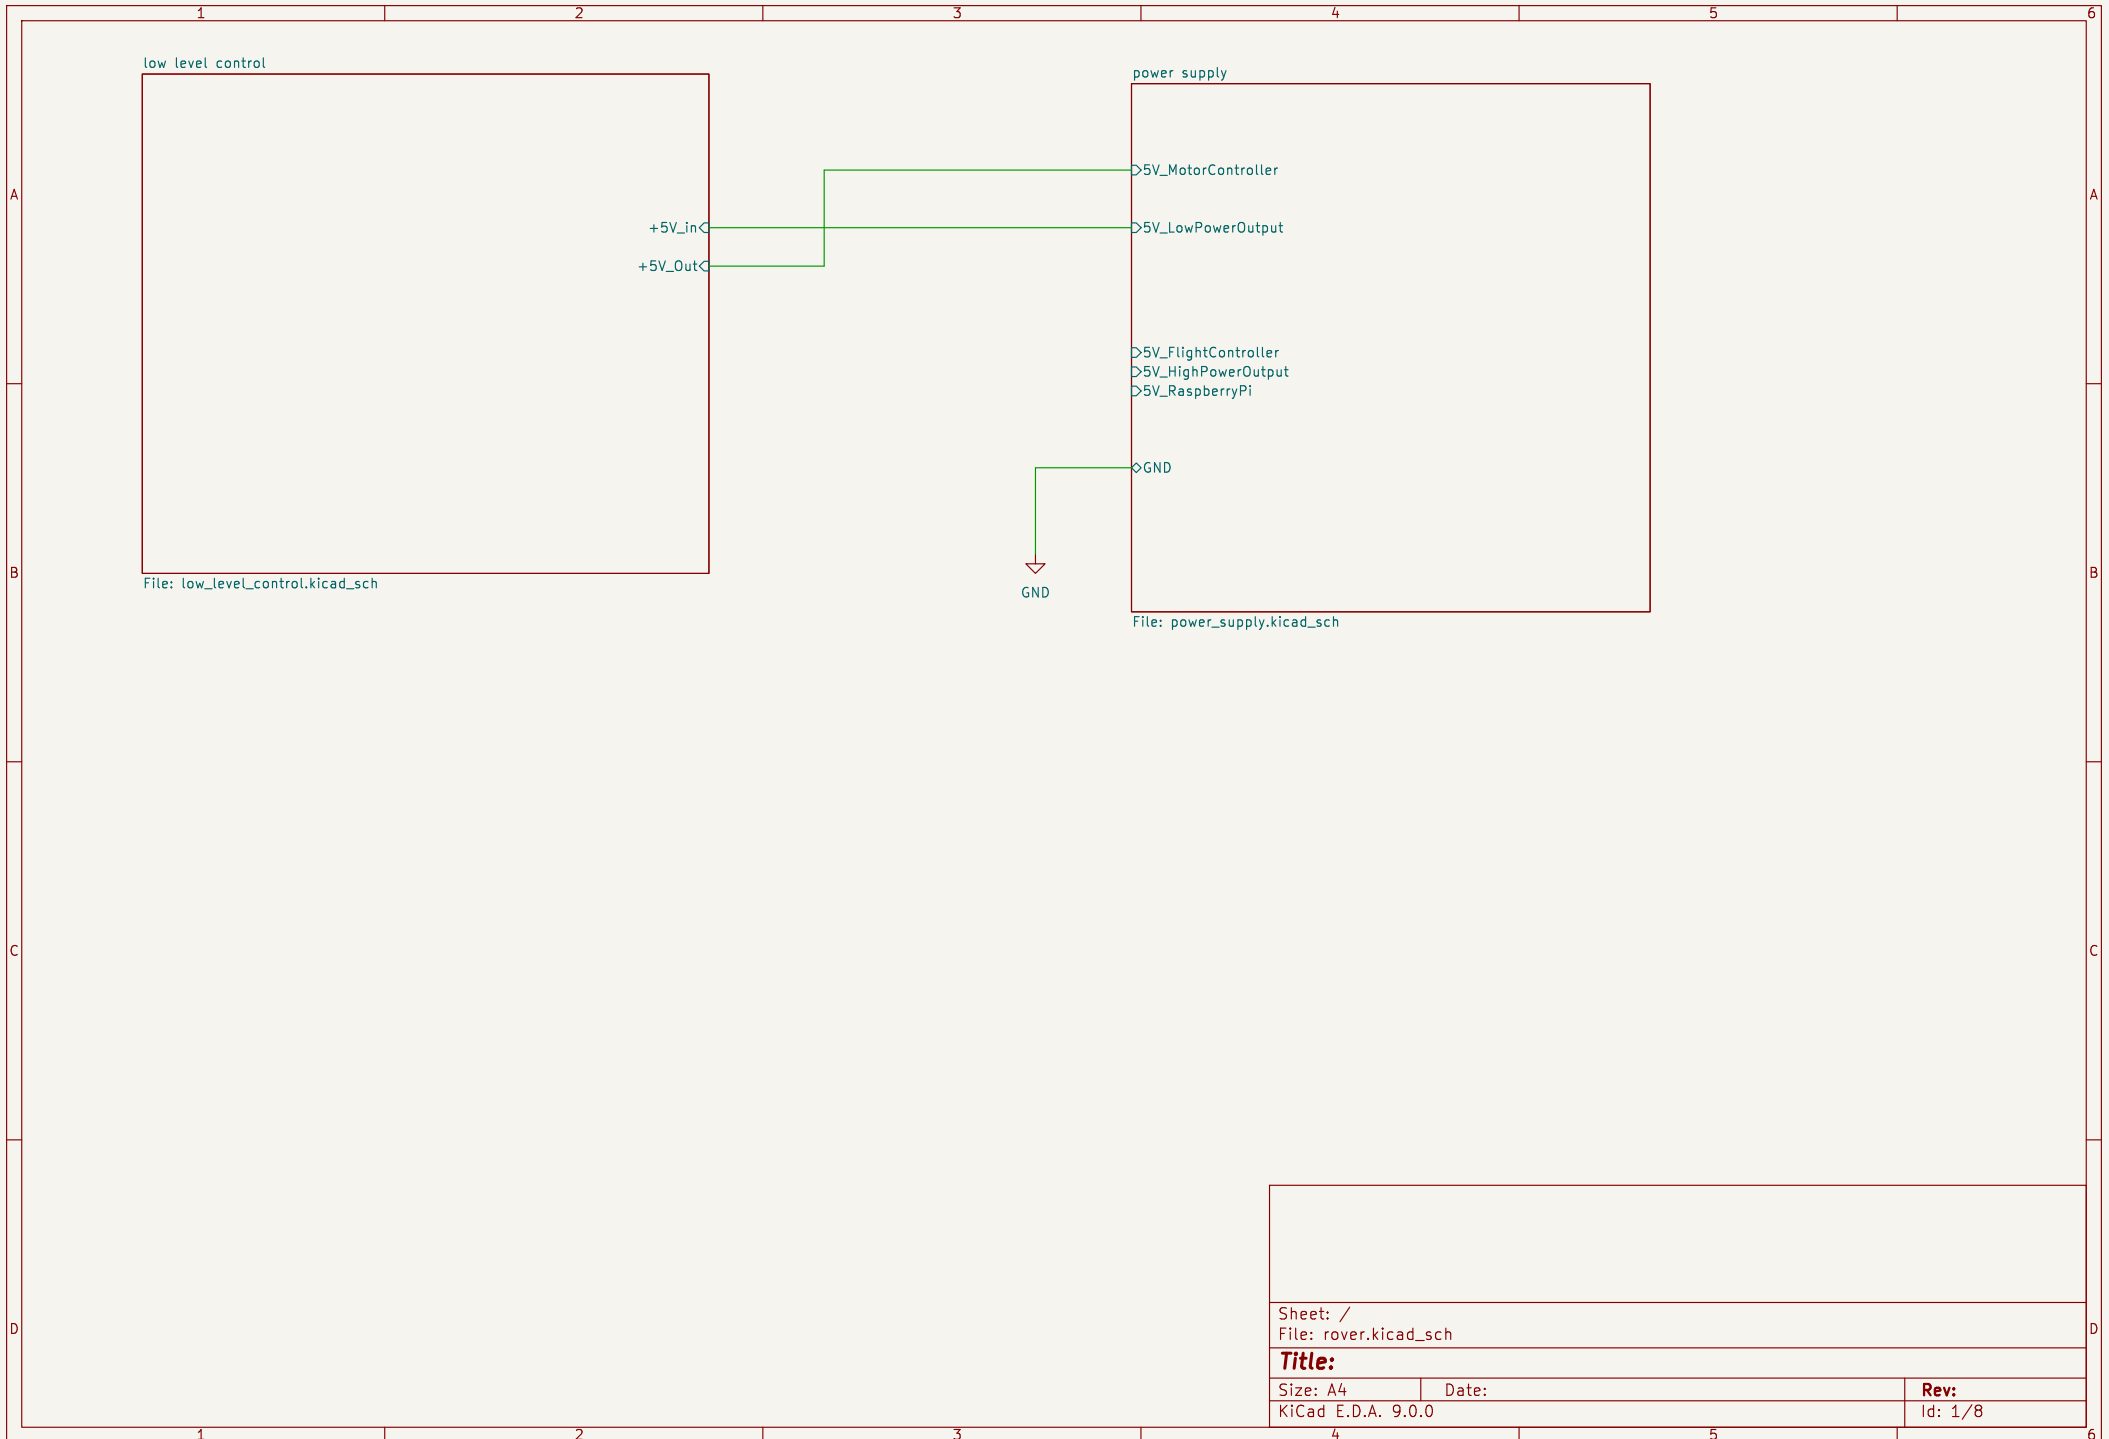 1 2 3 4 5 6
low level control
power supply
5V_MotorController
A A
+5V_in 5V_LowPowerOutput
+5V_Out
5V_FlightController
5V_HighPowerOutput
5V_RaspberryPi
GND
B B
File: low_level_control.kicad_sch
GND
File: power_supply.kicad_sch
C C
Sheet: /
D D
File: rover.kicad_sch
Title:
Size: A4 Date: Rev:
KiCad E.D.A. 9.0.0 Id: 1/8
1 2 3 4 5 6